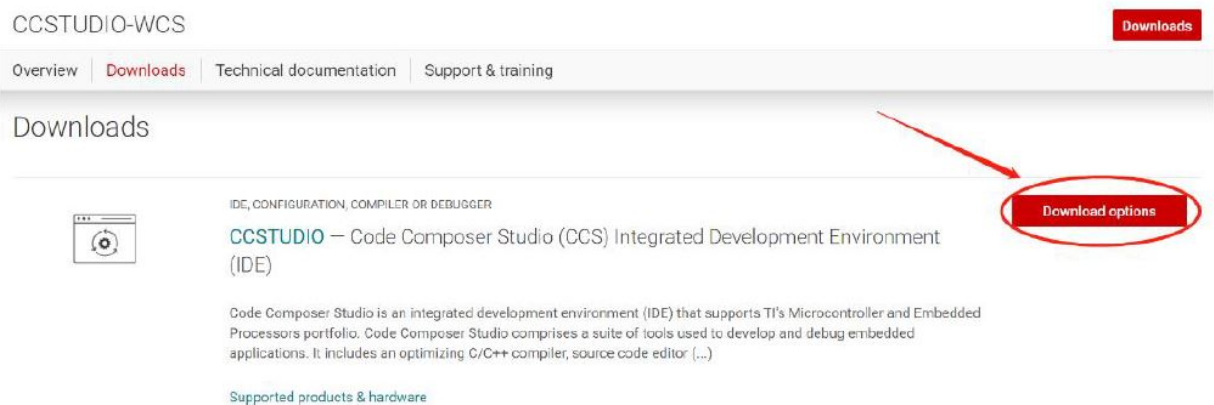 CCSTUDIO-WCS
Downloads
Overview Downloads Technical documentation Support & training
Downloads
IDE, CONFIGURATION, COMPILER OR DEBUGGER
Download options
CCSTUDIO — Code Composer Studio (CCS) Integrated Development Environment
(IDE)
Code Composer Studio is an integrated development environment (IDE) that supports TI's Microcontroller and Embedded
Processors portfolio. Code Composer Studio comprises a suite of tools used to develop and debug embedded
applications. It includes an optimizing C/C++ compiler, source code editor (...)
Supported products & hardware